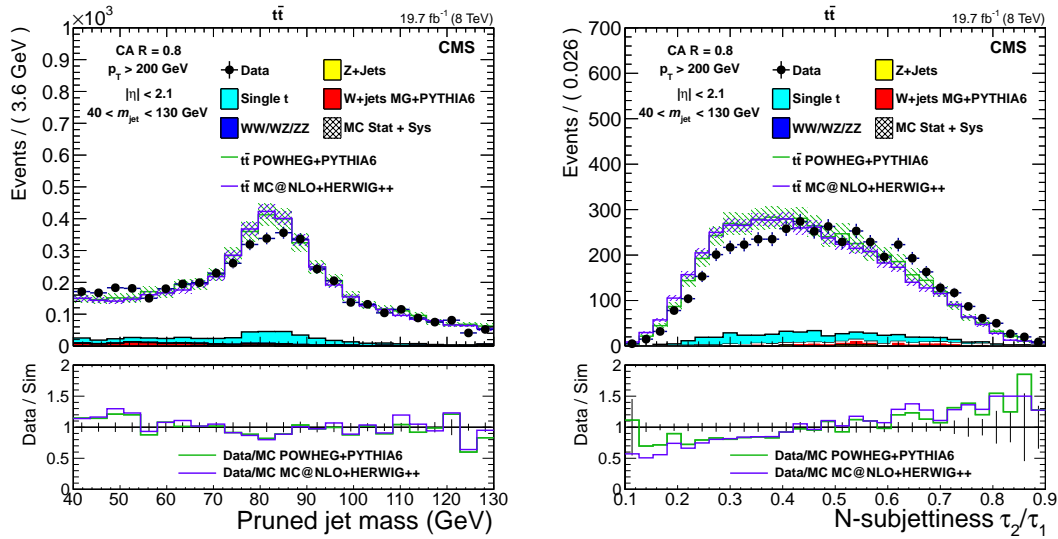 ×10³ tt̄ 19.7 fb⁻¹ (8 TeV)
Events / ( 3.6 GeV )
1
0.9
0.8
0.7
0.6
0.5
0.4
0.3
0.2
0.1
0
CA R = 0.8
p_T > 200 GeV
|η| < 2.1
40 < m_jet < 130 GeV
CMS
Data
Z+Jets
Single t
W+jets MG+PYTHIA6
WW/WZ/ZZ
MC Stat + Sys
tt̄ POWHEG+PYTHIA6
tt̄ MC@NLO+HERWIG++
Data / Sim
2
1.5
1
0.5
0
Data/MC POWHEG+PYTHIA6
Data/MC MC@NLO+HERWIG++
40 50 60 70 80 90 100 110 120 130
Pruned jet mass (GeV)
tt̄ 19.7 fb⁻¹ (8 TeV)
Events / ( 0.026 )
700
600
500
400
300
200
100
0
CA R = 0.8
p_T > 200 GeV
|η| < 2.1
40 < m_jet < 130 GeV
CMS
Data
Z+Jets
Single t
W+jets MG+PYTHIA6
WW/WZ/ZZ
MC Stat + Sys
tt̄ POWHEG+PYTHIA6
tt̄ MC@NLO+HERWIG++
Data / Sim
2
1.5
1
0.5
0
Data/MC POWHEG+PYTHIA6
Data/MC MC@NLO+HERWIG++
0.1 0.2 0.3 0.4 0.5 0.6 0.7 0.8 0.9
N-subjettiness τ₂/τ₁